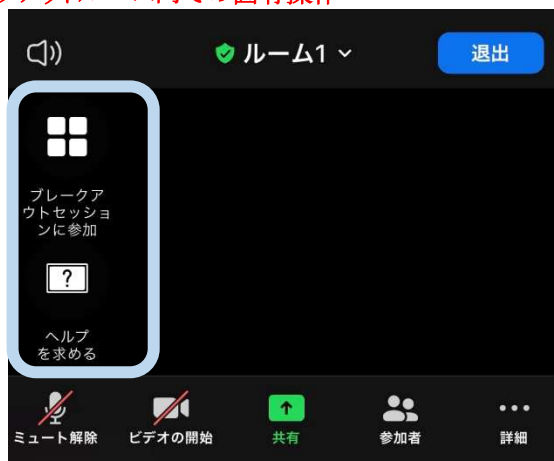 ルーム1
退出
ブレークア
ウトセッショ
ンに参加
?
ヘルプ
を求める
ミュート解除
ビデオの開始
共有
参加者
詳細